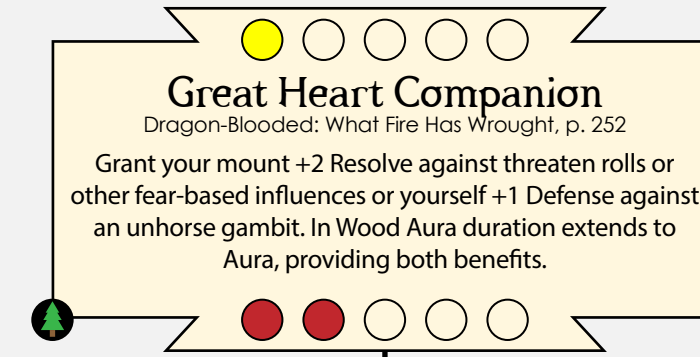 Great Heart Companion
Dragon-Blooded: What Fire Has Wrought, p. 252
Grant your mount +2 Resolve against threaten rolls or
other fear-based influences or yourself +1 Defense against
an unhorse gambit. In Wood Aura duration extends to
Aura, providing both benefits.